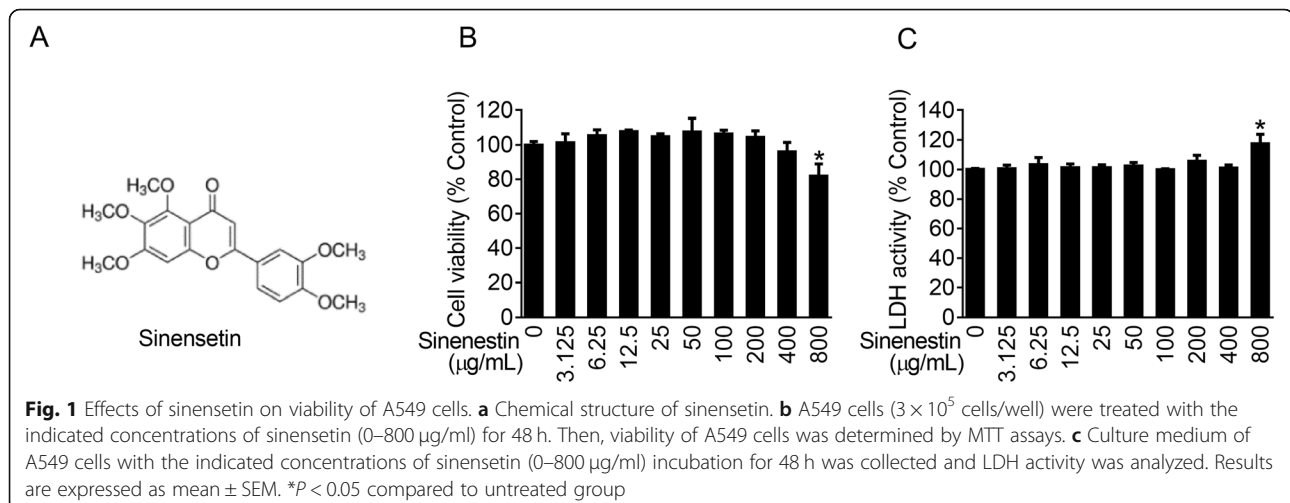 A
B
C
H₃CO
O
H₃CO
H₃CO
O
OCH₃
OCH₃
Sinensetin
Cell viability (% Control)
120
100
80
60
40
20
0
*
Sinenestin
(μg/mL)
0
3.125
6.25
12.5
25
50
100
200
400
800
LDH activity (% Control)
140
120
100
80
60
40
20
0
*
Sinenestin
(μg/mL)
0
3.125
6.25
12.5
25
50
100
200
400
800
Fig. 1 Effects of sinensetin on viability of A549 cells. a Chemical structure of sinensetin. b A549 cells (3 × 10⁵ cells/well) were treated with the
indicated concentrations of sinensetin (0–800 μg/ml) for 48 h. Then, viability of A549 cells was determined by MTT assays. c Culture medium of
A549 cells with the indicated concentrations of sinensetin (0–800 μg/ml) incubation for 48 h was collected and LDH activity was analyzed. Results
are expressed as mean ± SEM. *P < 0.05 compared to untreated group